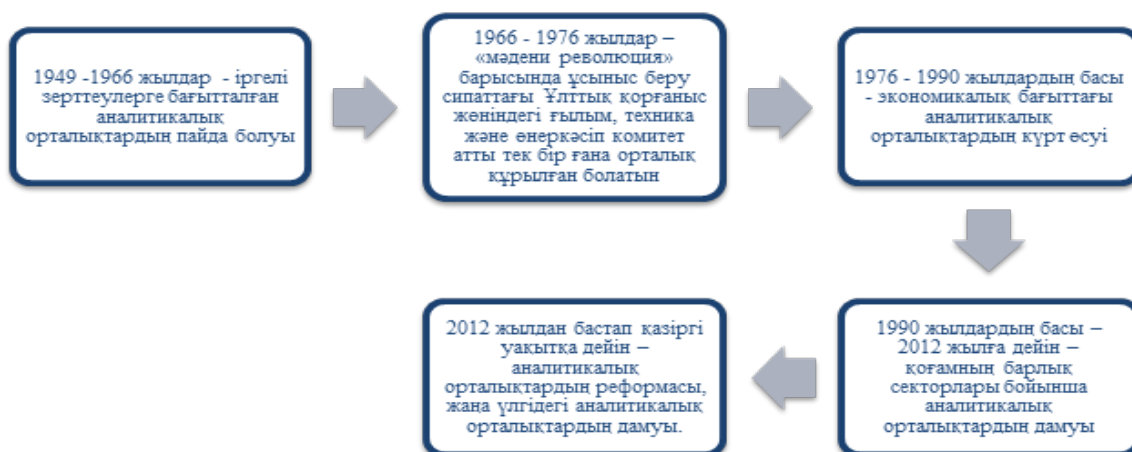 1949 -1966 жылдар - іргелі
зерттеулерге бағытталған
аналитикалық
орталықтардың пайда болуы
1966 - 1976 жылдар –
«мәдени революция»
барысында ұсыныс беру
сипаттағы Ұлттық қорғаныс
жөніндегі ғылым, техника
және өнеркәсіп комитет
атты тек бір ғана орталық
құрылған болатын
1976 - 1990 жылдардың басы
- экономикалық бағыттағы
аналитикалық
орталықтардың күрт өсуі
1990 жылдардың басы –
2012 жылға дейін –
қоғамның барлық
секторлары бойынша
аналитикалық
орталықтардың дамуы
2012 жылдан бастап қазіргі
уақытқа дейін –
аналитикалық
орталықтардың реформасы,
жаңа үлгідегі аналитикалық
орталықтардың дамуы.